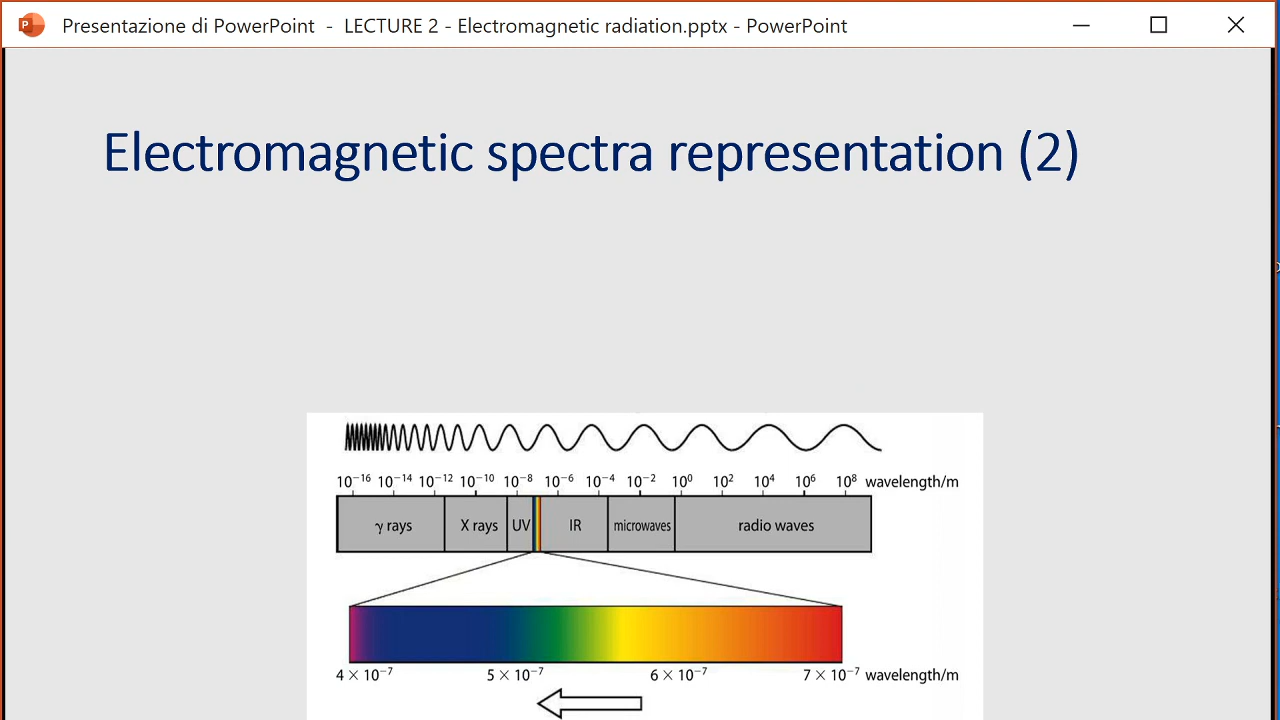 Presentazione di PowerPoint - LECTURE 2 - Electromagnetic radiation.pptx - PowerPoint
Electromagnetic spectra representation (2)
10⁻¹⁶ 10⁻¹⁴ 10⁻¹² 10⁻¹⁰ 10⁻⁸ 10⁻⁶ 10⁻⁴ 10⁻² 10⁰ 10² 10⁴ 10⁶ 10⁸ wavelength/m
γ rays X rays UV IR microwaves radio waves
4 × 10⁻⁷ 5 × 10⁻⁷ 6 × 10⁻⁷ 7 × 10⁻⁷ wavelength/m